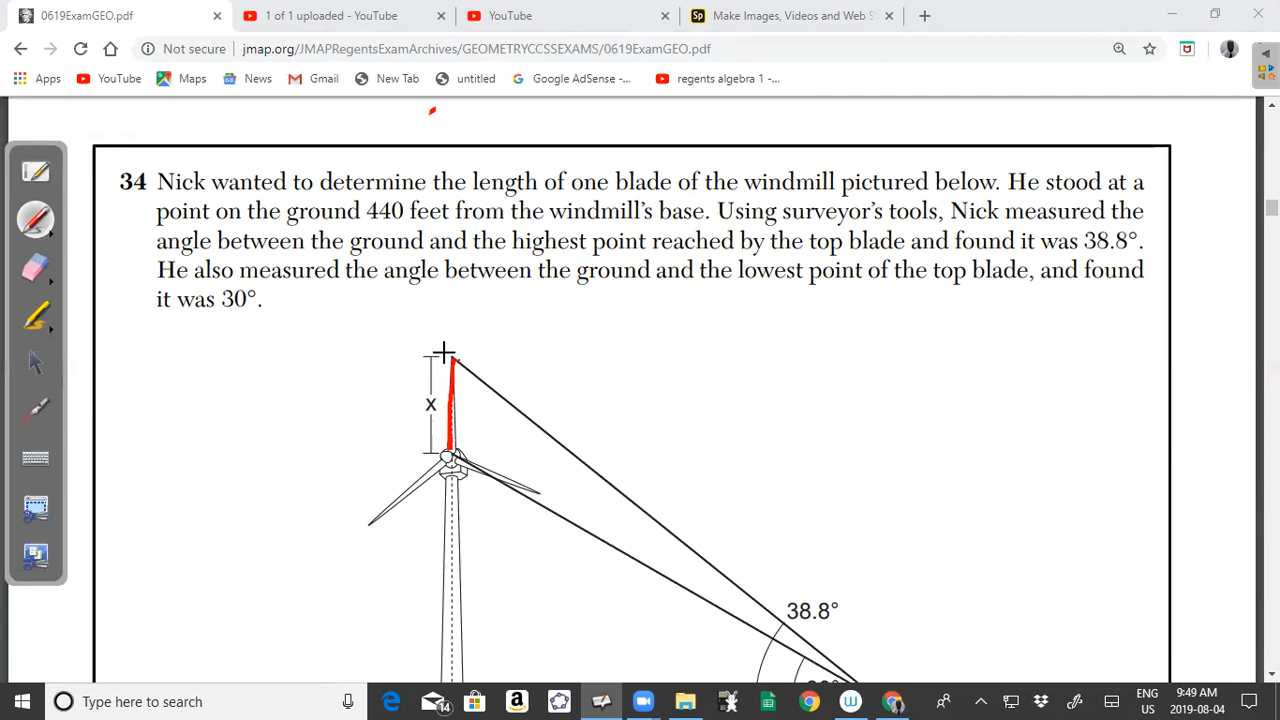 0619ExamGEO.pdf
1 of 1 uploaded - YouTube
YouTube
Sp
Make Images, Videos and Web S
Not secure
jmap.org/JMAPRegentsExamArchives/GEOMETRYCCSSEXAMS/0619ExamGEO.pdf
Apps
YouTube
Maps
News
Gmail
New Tab
untitled
Google AdSense -...
regents algebra 1 -...
34 Nick wanted to determine the length of one blade of the windmill pictured below. He stood at a
point on the ground 440 feet from the windmill's base. Using surveyor's tools, Nick measured the
angle between the ground and the highest point reached by the top blade and found it was 38.8°.
He also measured the angle between the ground and the lowest point of the top blade, and found
it was 30°.
x
38.8°
Type here to search
14
ENG
US
9:49 AM
2019-08-04